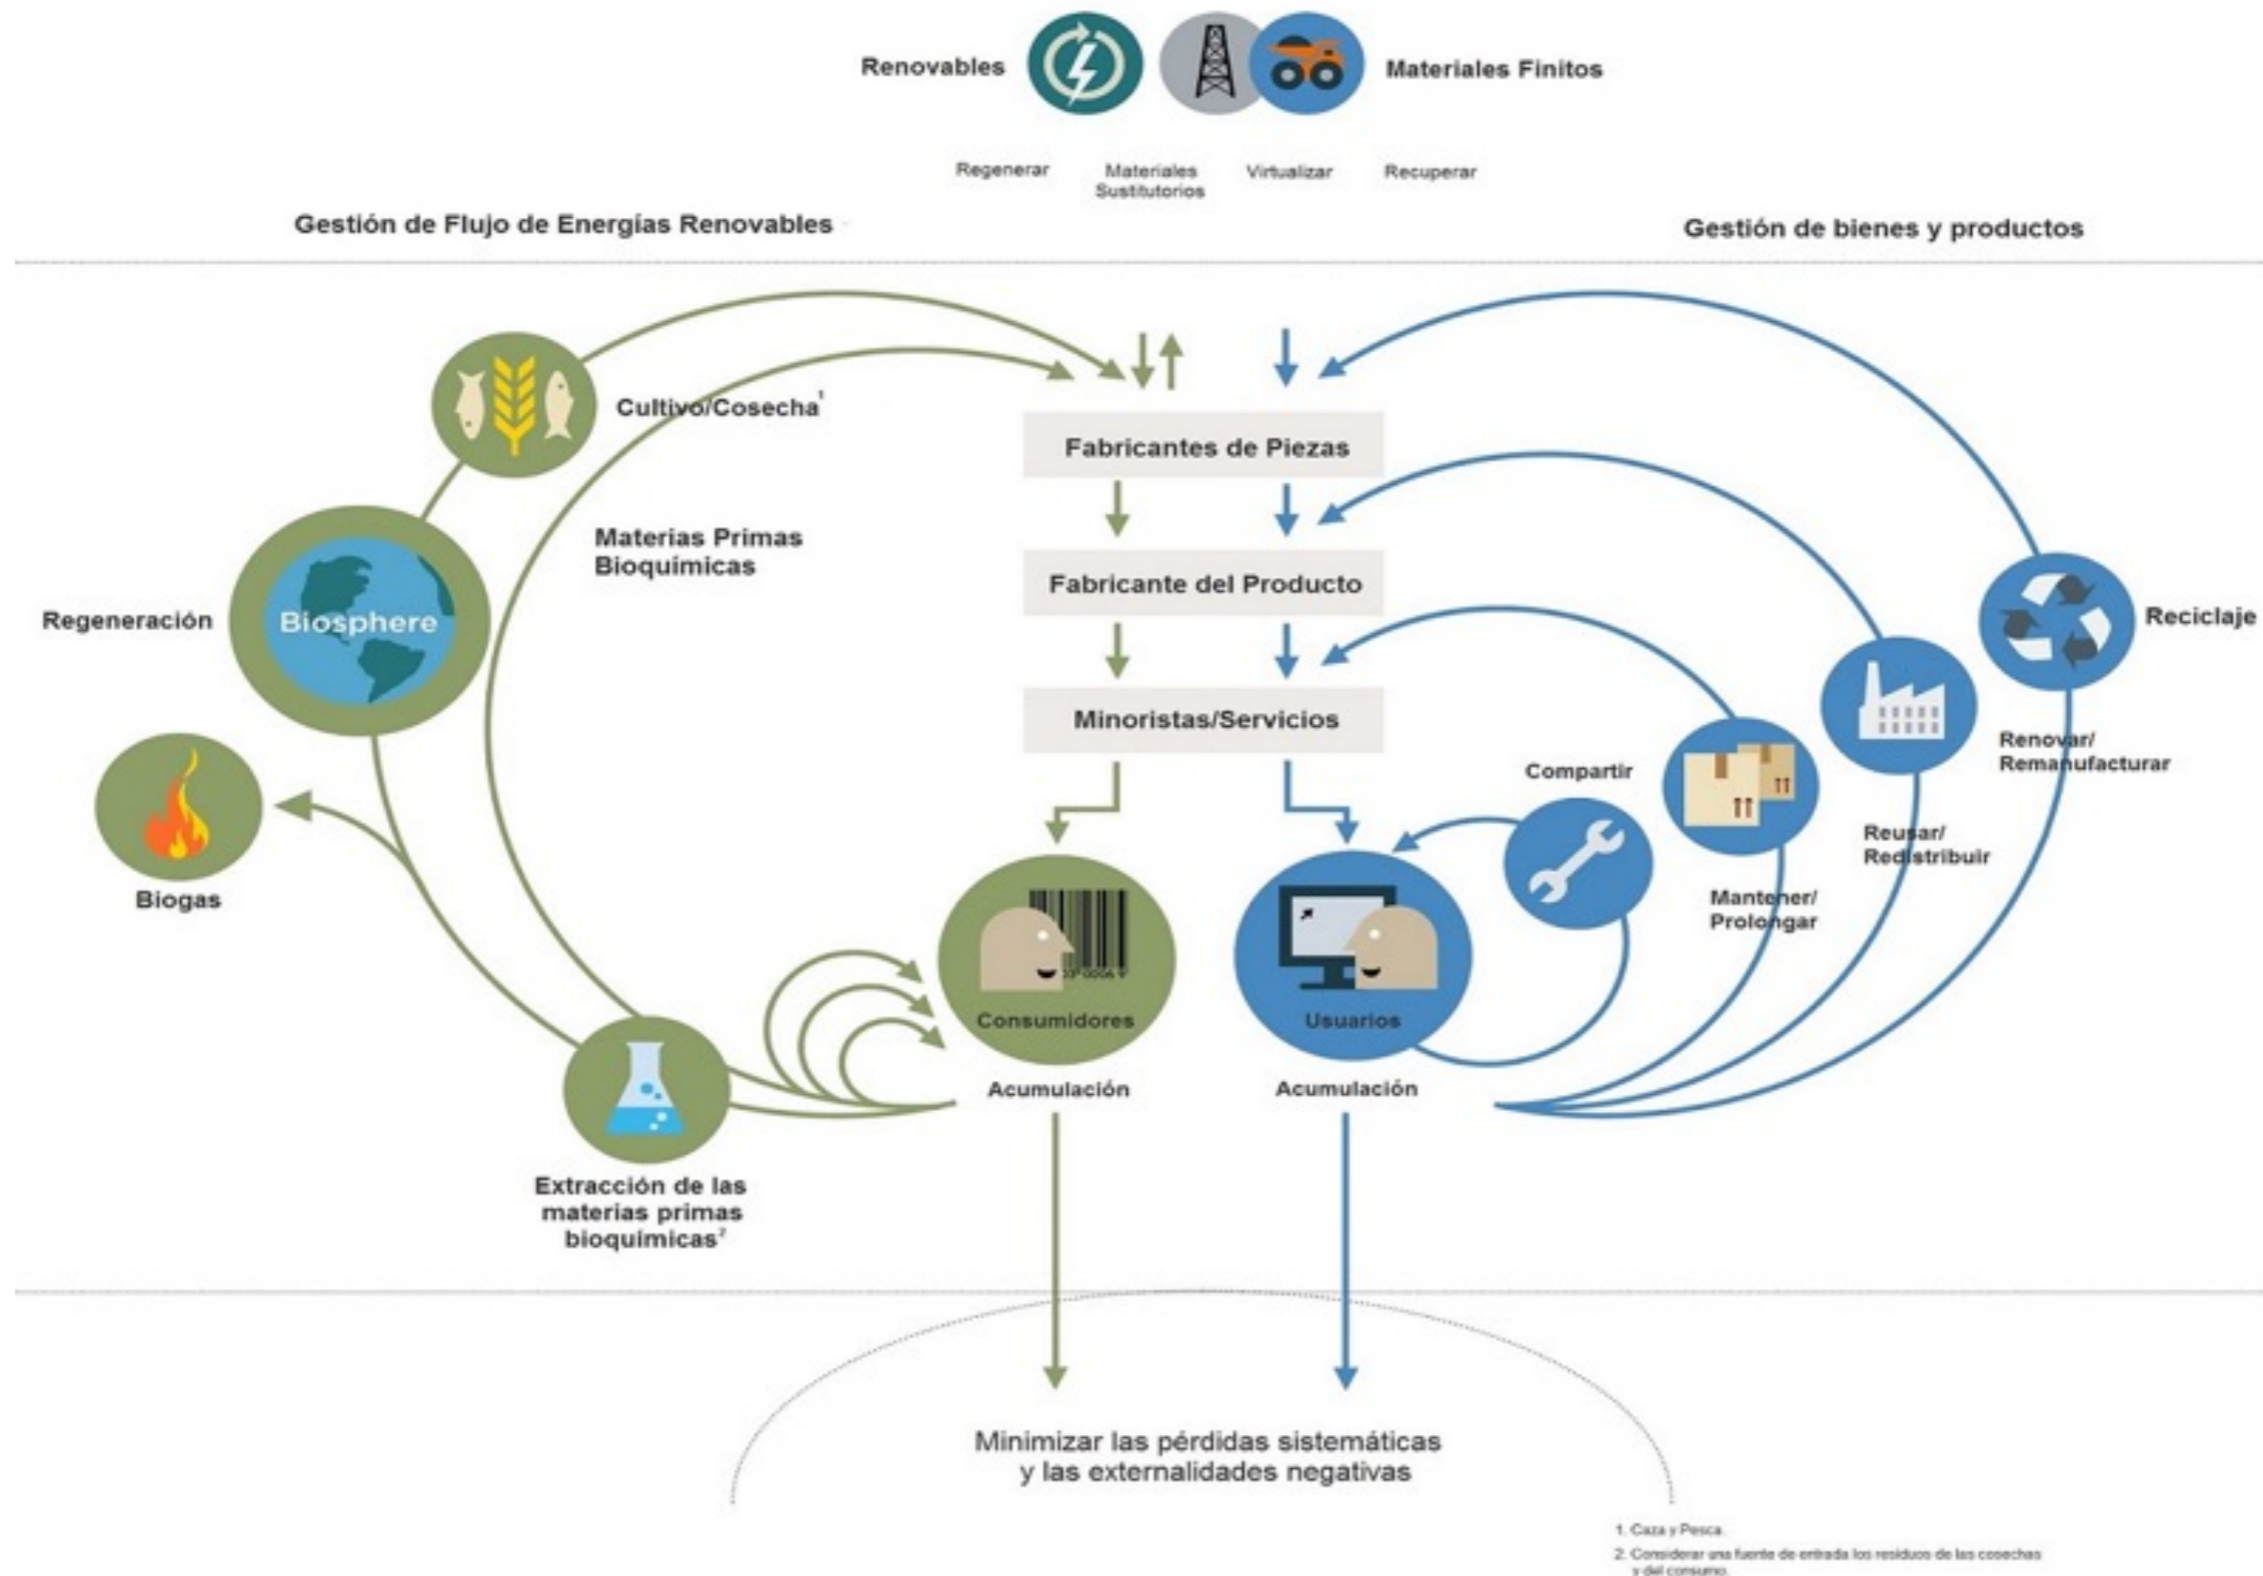 Renovables
Materiales Finitos
Regenerar
Materiales
Sustitutorios
Virtualizar
Recuperar
Gestión de Flujo de Energías Renovables
Gestión de bienes y productos
Cultivo/Cosecha¹
Fabricantes de Piezas
Materias Primas
Bioquímicas
Fabricante del Producto
Regeneración
Biosphere
Reciclaje
Minoristas/Servicios
Renovar/
Remanufacturar
Compartir
Reusar/
Redistribuir
Biogas
Mantener/
Prolongar
Consumidores
Usuarios
Acumulación
Acumulación
Extracción de las
materias primas
bioquímicas²
Minimizar las pérdidas sistemáticas
y las externalidades negativas
1. Caza y Pesca.
2. Considerar una fuente de entrada los residuos de las cosechas
y del consumo.